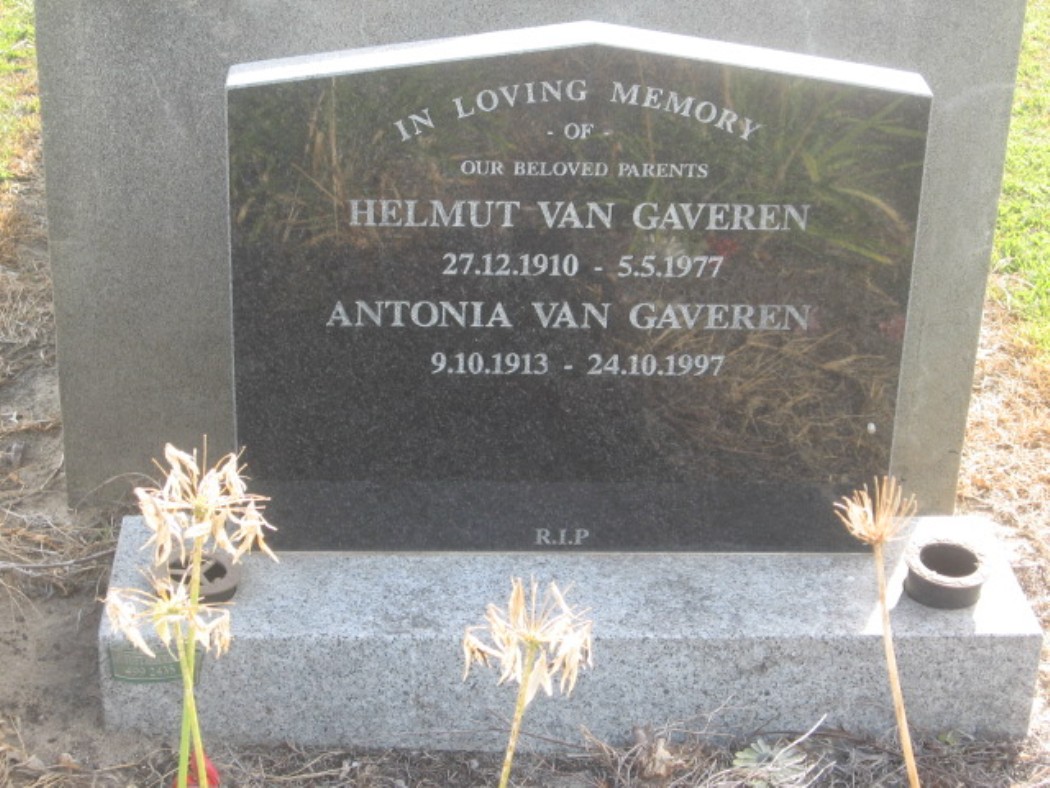 IN LOVING MEMORY
- OF -
OUR BELOVED PARENTS
HELMUT VAN GAVEREN
27.12.1910 - 5.5.1977
ANTONIA VAN GAVEREN
9.10.1913 - 24.10.1997
R.I.P